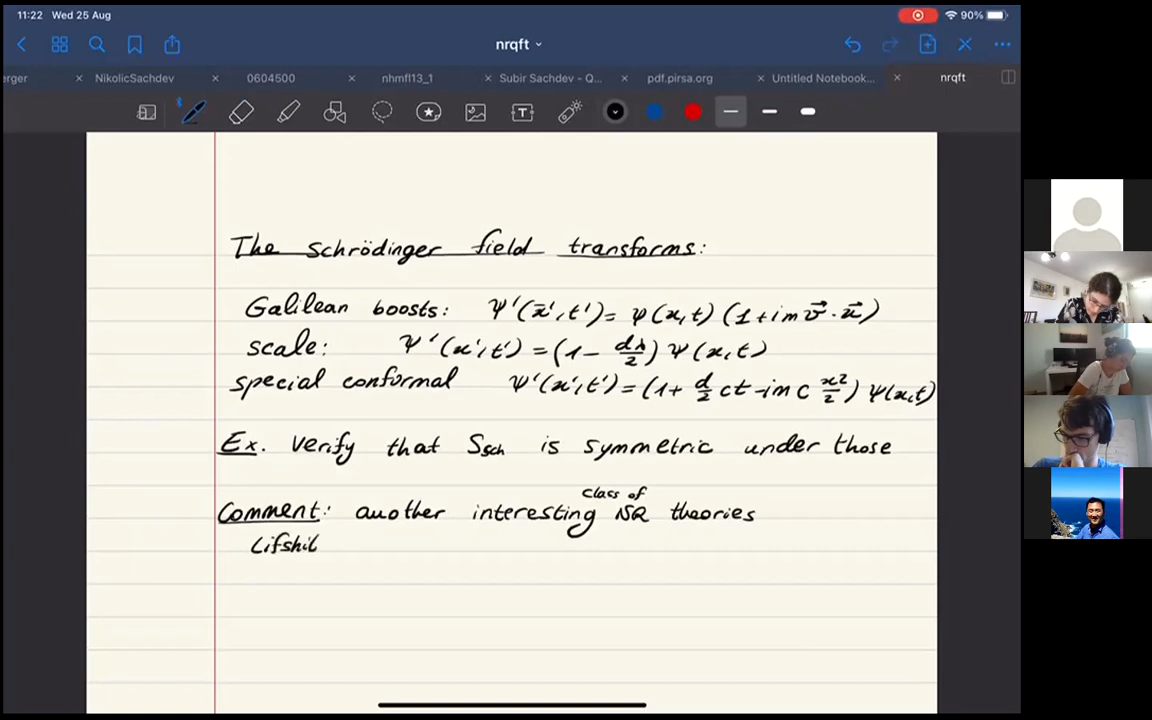 11:22 Wed 25 Aug
90%
nrqft
erger
NikolicSachdev
0604500
nhmfl13_1
Subir Sachdev - Q...
pdf.pirsa.org
Untitled Notebook...
nrqft
The Schrödinger field transforms:
Galilean boosts: ψ'(x⃗',t')= ψ(x,t) (1+im v⃗·x⃗)
scale: ψ'(x',t')=(1- dλ/2) ψ(x,t)
special conformal ψ'(x',t')=(1+ d/2 ct-imc x²/2) ψ(x,t)
Ex. verify that Ssch is symmetric under those
Comment: another interesting class of NR theories
Lifshit